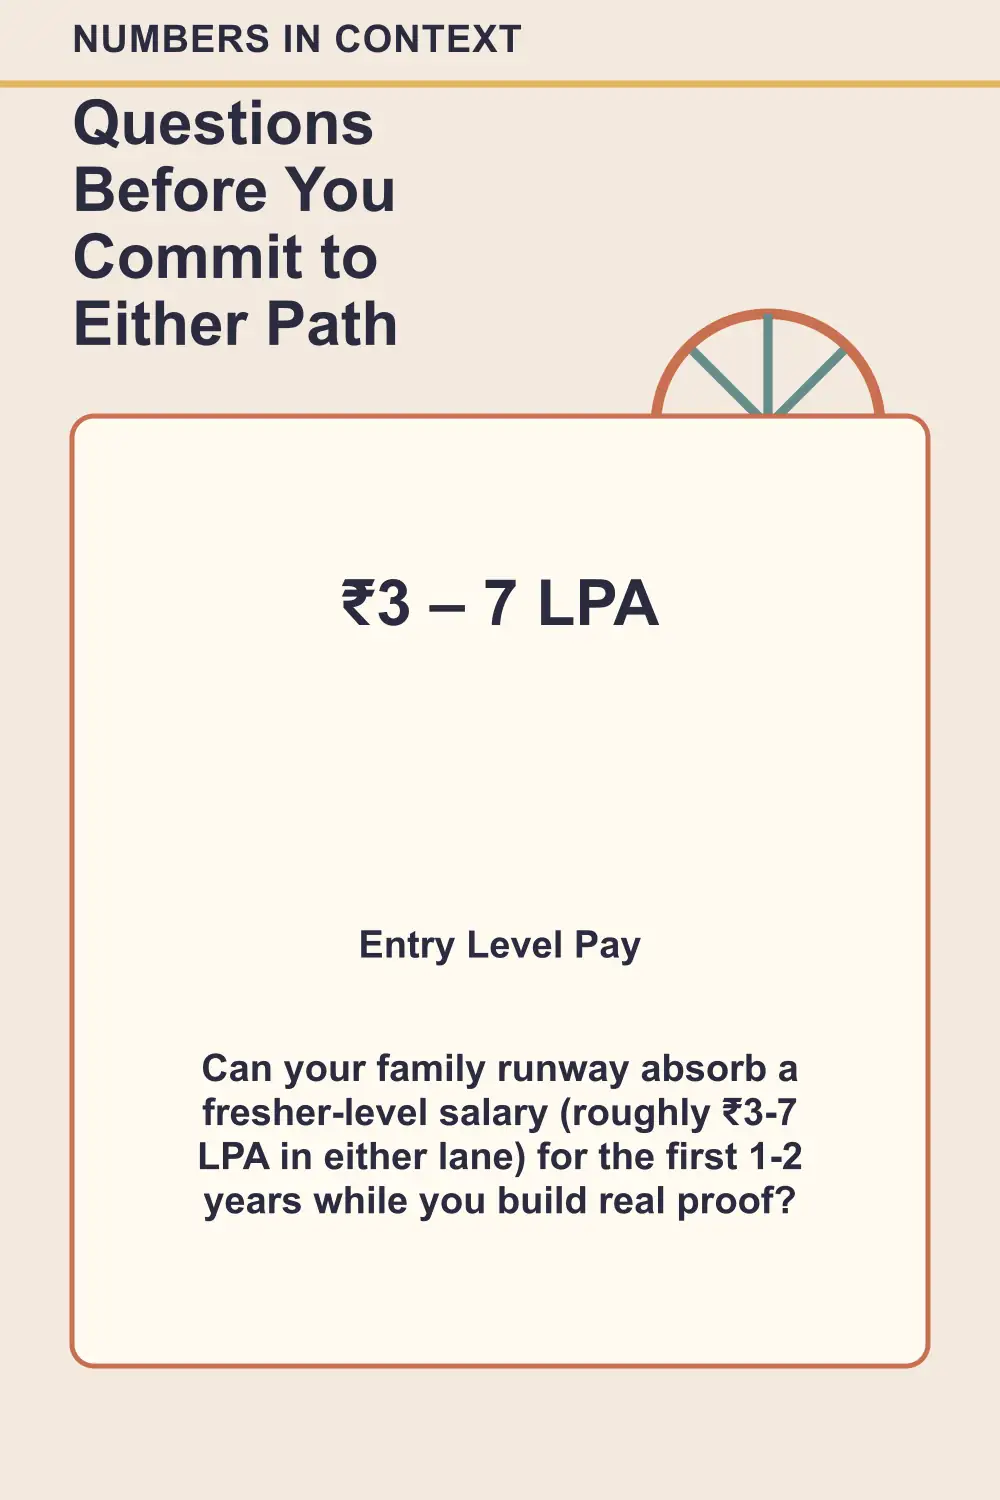 NUMBERS IN CONTEXT
Questions
Before You
Commit to
Either Path
₹3 – 7 LPA
Entry Level Pay
Can your family runway absorb a
fresher-level salary (roughly ₹3-7
LPA in either lane) for the first 1-2
years while you build real proof?